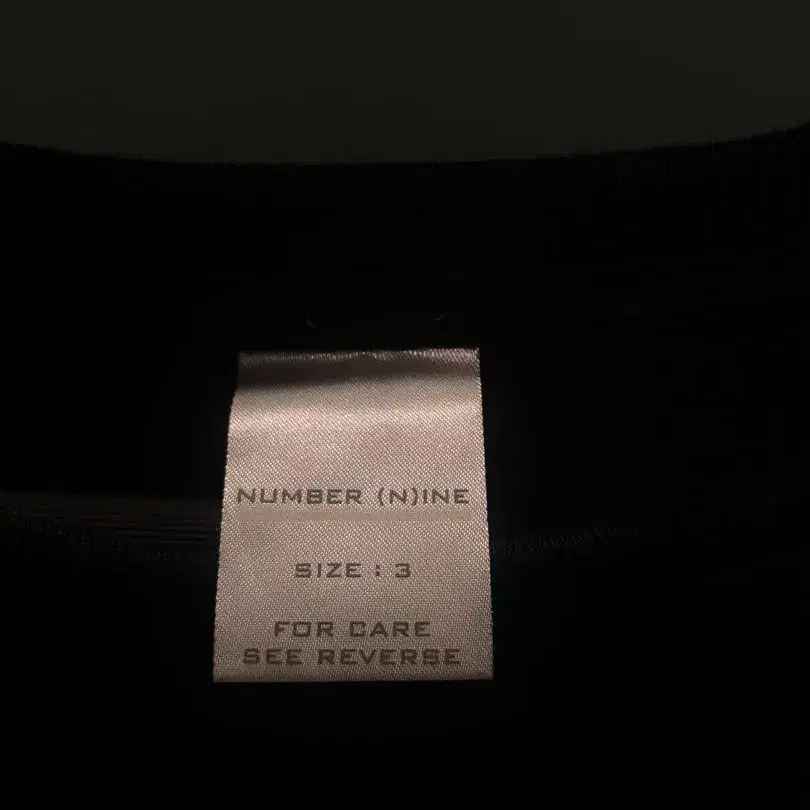 NUMBER (N)INE
SIZE : 3
FOR CARE
SEE REVERSE